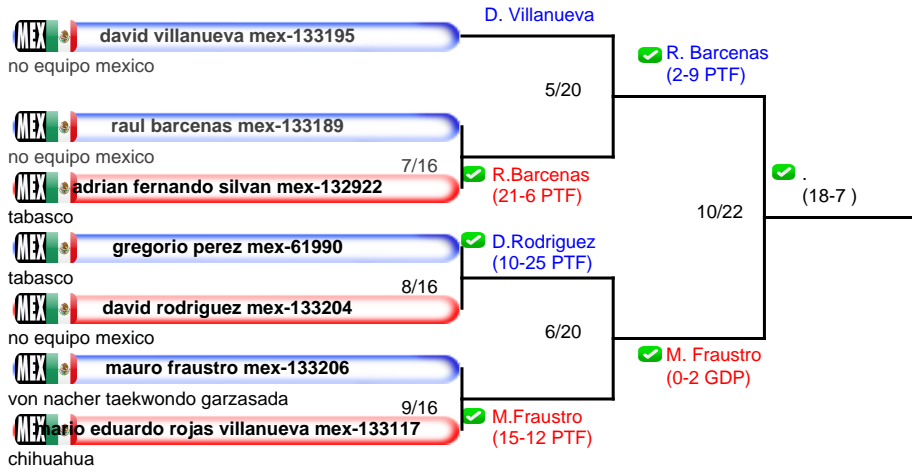 D. Villanueva
MEX david villanueva mex-133195
no equipo mexico
R. Barcenas
(2-9 PTF)
5/20
MEX raul barcenas mex-133189
no equipo mexico
7/16
R.Barcenas
(21-6 PTF)
MEX adrian fernando silvan mex-132922
tabasco
.
(18-7 )
10/22
MEX gregorio perez mex-61990
tabasco
D.Rodriguez
(10-25 PTF)
8/16
MEX david rodriguez mex-133204
no equipo mexico
6/20
M. Fraustro
(0-2 GDP)
MEX mauro fraustro mex-133206
von nacher taekwondo garzasada
9/16
M.Fraustro
(15-12 PTF)
MEX mario eduardo rojas villanueva mex-133117
chihuahua